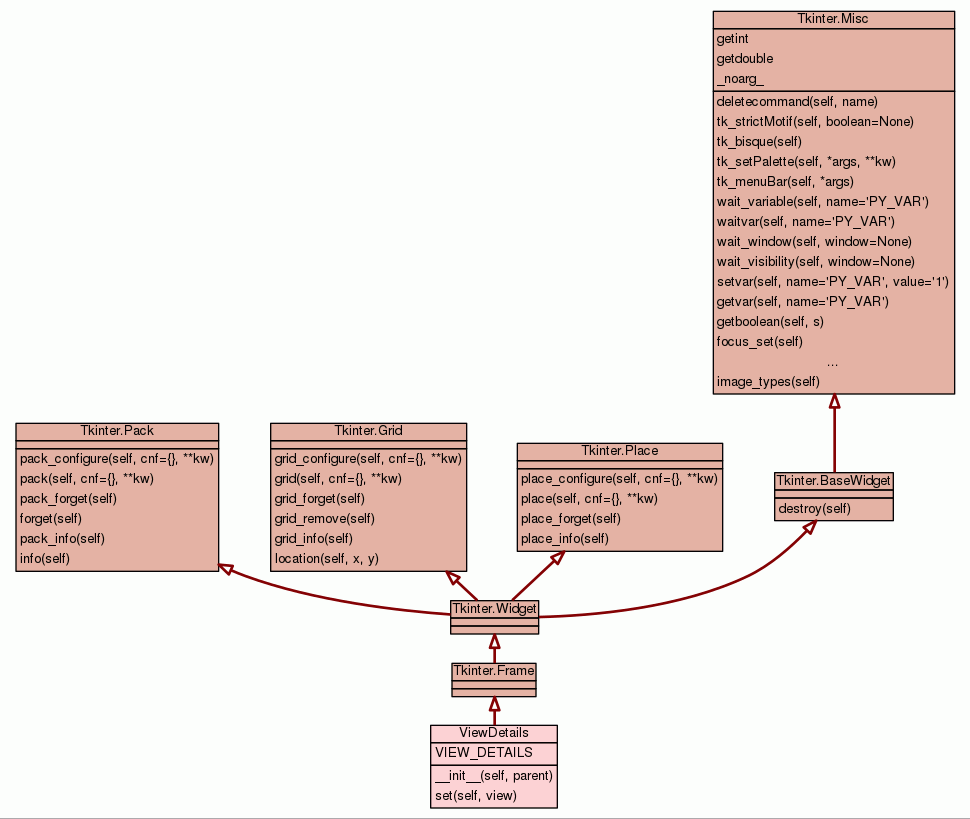 Tkinter.Misc
getint
getdouble
_noarg_
deletecommand(self, name)
tk_strictMotif(self, boolean=None)
tk_bisque(self)
tk_setPalette(self, *args, **kw)
tk_menuBar(self, *args)
wait_variable(self, name='PY_VAR')
waitvar(self, name='PY_VAR')
wait_window(self, window=None)
wait_visibility(self, window=None)
setvar(self, name='PY_VAR', value='1')
getvar(self, name='PY_VAR')
getboolean(self, s)
focus_set(self)
...
image_types(self)
Tkinter.Pack
pack_configure(self, cnf={}, **kw)
pack(self, cnf={}, **kw)
pack_forget(self)
forget(self)
pack_info(self)
info(self)
Tkinter.Grid
grid_configure(self, cnf={}, **kw)
grid(self, cnf={}, **kw)
grid_forget(self)
grid_remove(self)
grid_info(self)
location(self, x, y)
Tkinter.Place
place_configure(self, cnf={}, **kw)
place(self, cnf={}, **kw)
place_forget(self)
place_info(self)
Tkinter.BaseWidget
destroy(self)
Tkinter.Widget
Tkinter.Frame
ViewDetails
VIEW_DETAILS
__init__(self, parent)
set(self, view)